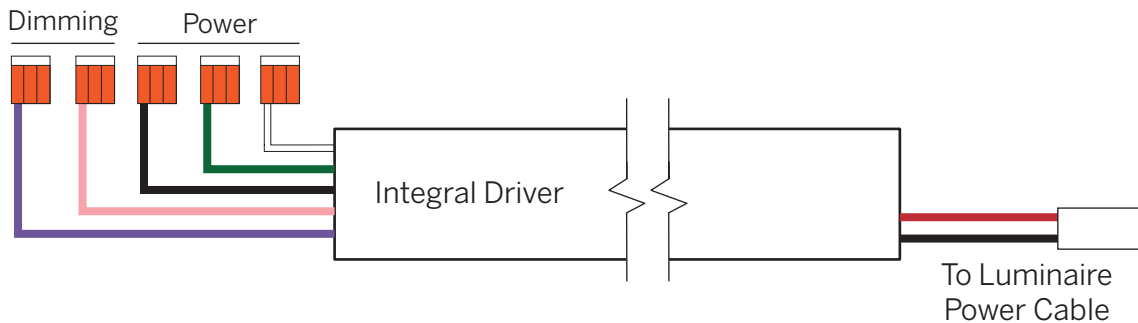 Dimming
Power
Integral Driver
To Luminaire
Power Cable